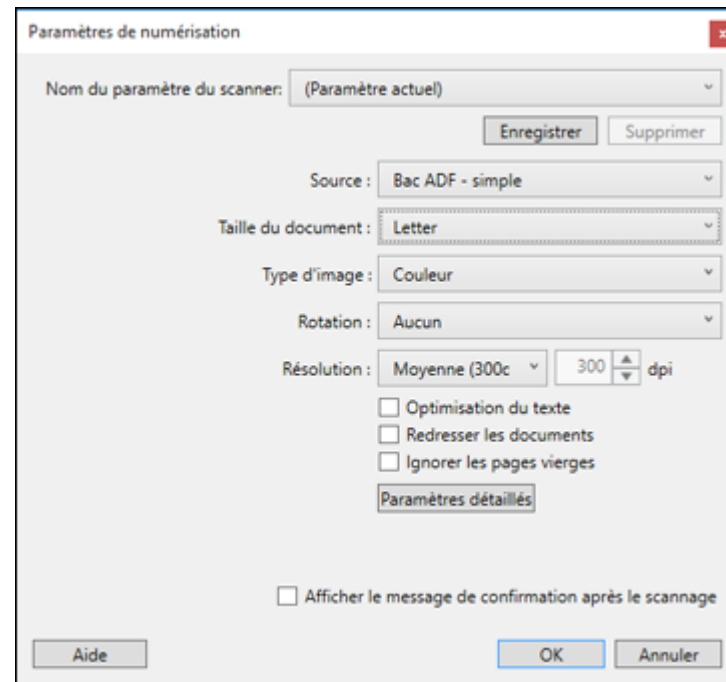 Paramètres de numérisation x
Nom du paramètre du scanner: (Paramètre actuel)
Enregistrer Supprimer
Source : Bac ADF - simple
Taille du document : Letter
Type d'image : Couleur
Rotation : Aucun
Résolution : Moyenne (300c 300 dpi
Optimisation du texte
Redresser les documents
Ignorer les pages vierges
Paramètres détaillés
Afficher le message de confirmation après le scannage
Aide OK Annuler